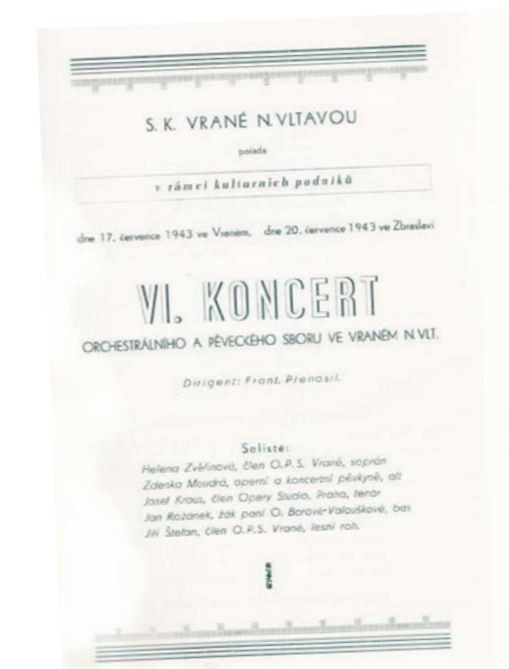 S. K. VRANÉ N. VLTAVOU
pořádá
v rámci kulturních podniků
dne 17. července 1943 ve Vraném, dne 20. července 1943 ve Zbraslavi
VI. KONCERT
ORCHESTRÁLNÍHO A PĚVECKÉHO SBORU VE VRANÉM N. VLT.
Dirigent: Frant. Přenosil.
Solisté:
Helena Zvěřinová, člen O.P.S. Vrané, soprán
Zdenka Moudrá, operní a koncertní pěvkyně, alt
Josef Kraus, člen Opery Studio, Praha, tenor
Jan Rožánek, žák paní O. Borové-Valouškové, bas
Jiří Štefan, člen O.P.S. Vrané, lesní roh.